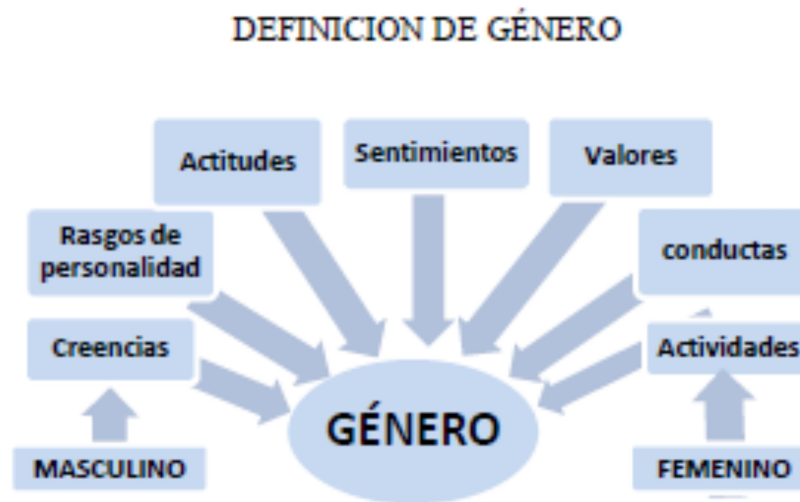 DEFINICION DE GÉNERO
Actitudes
Sentimientos
Valores
Rasgos de
personalidad
conductas
Creencias
Actividades
GÉNERO
MASCULINO
FEMENINO